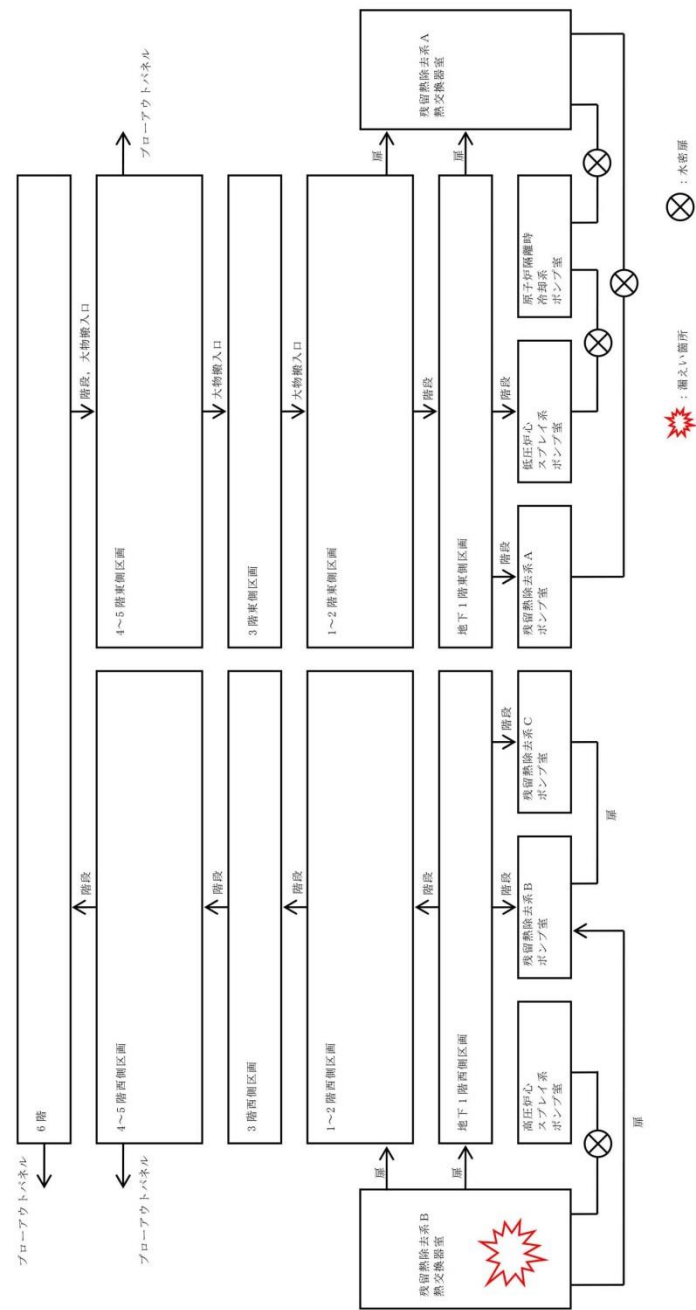 6 階
ブローアウトパネル
階段
階段，大物搬入口
4～5階西側区画
ブローアウトパネル
4～5階東側区画
ブローアウトパネル
階段
大物搬入口
3 階西側区画
3 階東側区画
階段
大物搬入口
1～2階西側区画
1～2階東側区画
残留熱除去系B
熱交換器室
残留熱除去系A
熱交換器室
扉
扉
階段
階段
地下1階西側区画
地下1階東側区画
扉
扉
階段
階段
階段
階段
高圧炉心
スプレイ系
ポンプ室
残留熱除去系B
ポンプ室
残留熱除去系C
ポンプ室
残留熱除去系A
ポンプ室
低圧炉心
スプレイ系
ポンプ室
原子炉隔離時
冷却系
ポンプ室
扉
扉
：漏えい箇所
：水密扉